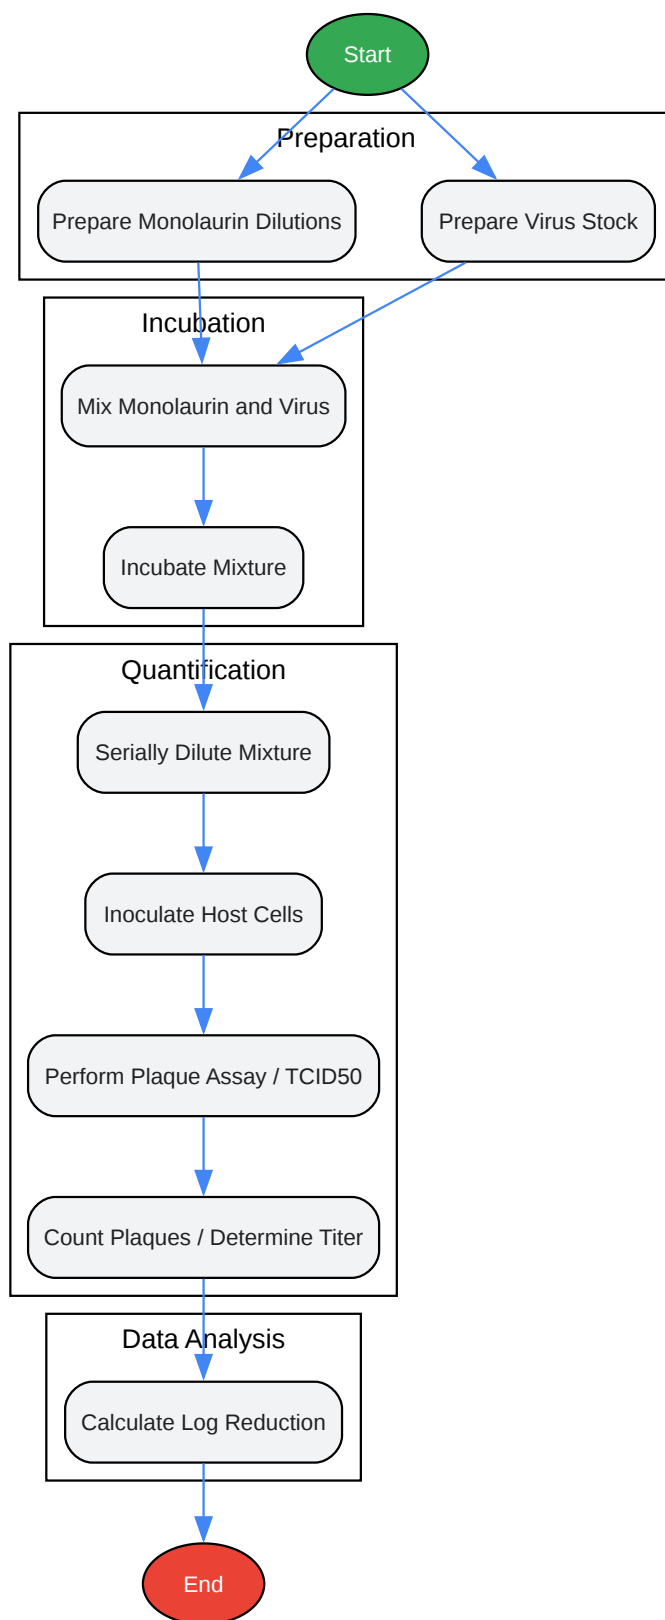 Start
Preparation
Prepare Monolaurin Dilutions
Prepare Virus Stock
Incubation
Mix Monolaurin and Virus
Incubate Mixture
Quantification
Serially Dilute Mixture
Inoculate Host Cells
Perform Plaque Assay / TCID50
Count Plaques / Determine Titer
Data Analysis
Calculate Log Reduction
End